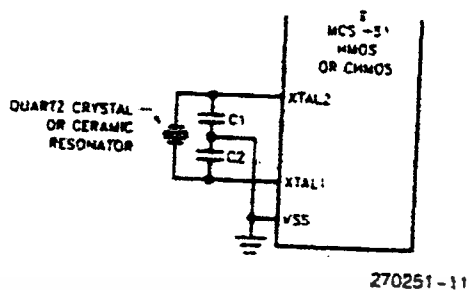 MCS-51
HMOS
OR CHMOS
XTAL2
QUARTZ CRYSTAL
OR CERAMIC
RESONATOR
C1
C2
XTAL1
VSS
270251-11